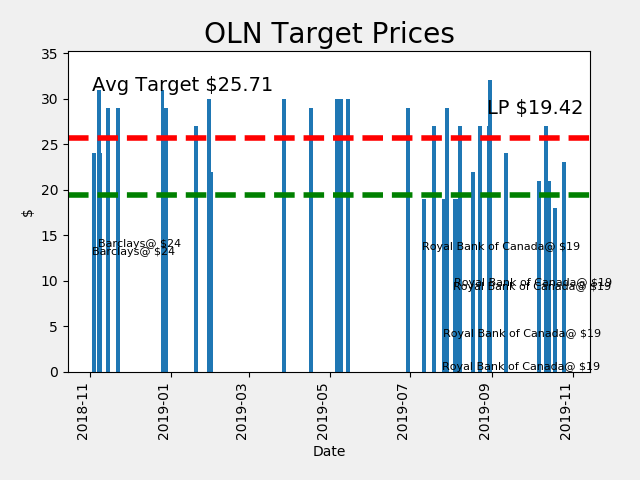 OLN Target Prices
35
30
25
20
15
10
5
0
$
Avg Target $25.71
LP $19.42
Barclays@ $24
Barclays@ $24
Royal Bank of Canada@ $19
Royal Bank of Canada@ $19
Royal Bank of Canada@ $19
Royal Bank of Canada@ $19
Royal Bank of Canada@ $19
2018-11
2019-01
2019-03
2019-05
2019-07
2019-09
2019-11
Date